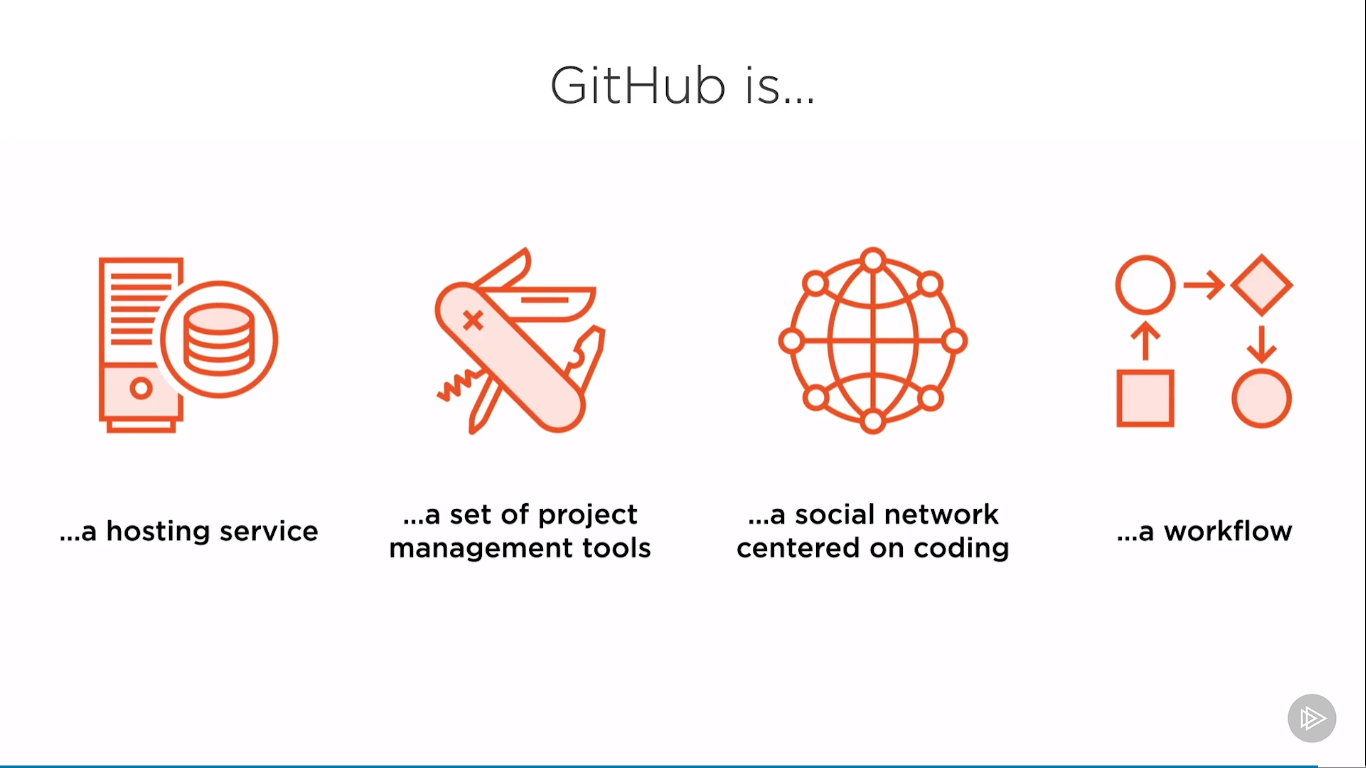 GitHub is...
...a hosting service
...a set of project
management tools
...a social network
centered on coding
...a workflow